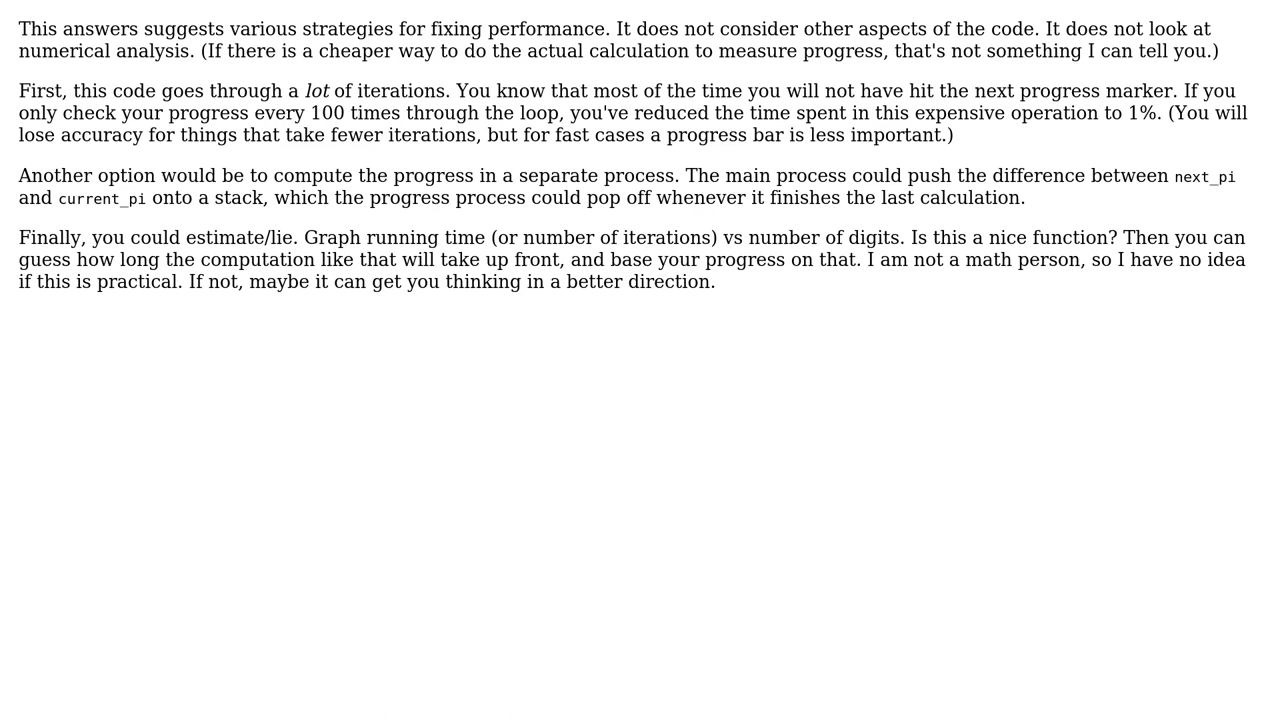 This answers suggests various strategies for fixing performance. It does not consider other aspects of the code. It does not look at
numerical analysis. (If there is a cheaper way to do the actual calculation to measure progress, that's not something I can tell you.)
First, this code goes through a lot of iterations. You know that most of the time you will not have hit the next progress marker. If you
only check your progress every 100 times through the loop, you've reduced the time spent in this expensive operation to 1%. (You will
lose accuracy for things that take fewer iterations, but for fast cases a progress bar is less important.)
Another option would be to compute the progress in a separate process. The main process could push the difference between next_pi
and current_pi onto a stack, which the progress process could pop off whenever it finishes the last calculation.
Finally, you could estimate/lie. Graph running time (or number of iterations) vs number of digits. Is this a nice function? Then you can
guess how long the computation like that will take up front, and base your progress on that. I am not a math person, so I have no idea
if this is practical. If not, maybe it can get you thinking in a better direction.